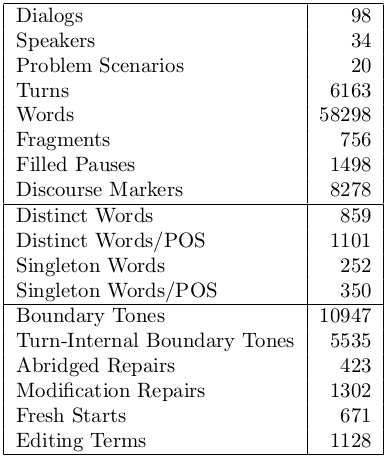 Dialogs 98
Speakers 34
Problem Scenarios 20
Turns 6163
Words 58298
Fragments 756
Filled Pauses 1498
Discourse Markers 8278
Distinct Words 859
Distinct Words/POS 1101
Singleton Words 252
Singleton Words/POS 350
Boundary Tones 10947
Turn-Internal Boundary Tones 5535
Abridged Repairs 423
Modification Repairs 1302
Fresh Starts 671
Editing Terms 1128